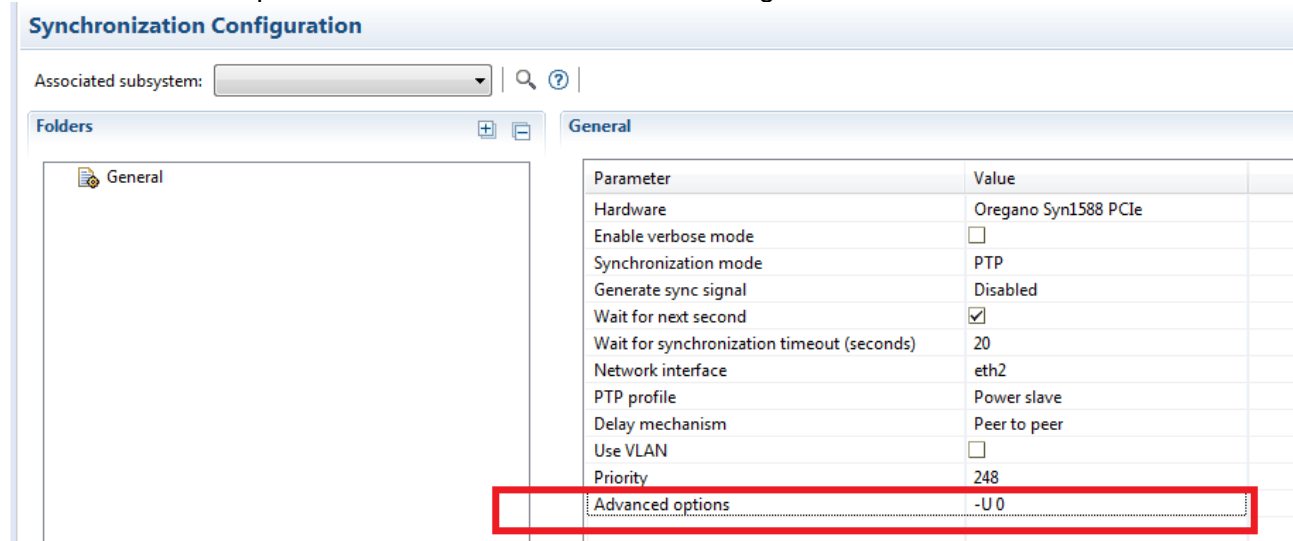 Synchronization Configuration
Associated subsystem:
Folders
General
General
Parameter Value
Hardware Oregano Syn1588 PCIe
Enable verbose mode
Synchronization mode PTP
Generate sync signal Disabled
Wait for next second
Wait for synchronization timeout (seconds) 20
Network interface eth2
PTP profile Power slave
Delay mechanism Peer to peer
Use VLAN
Priority 248
Advanced options -U 0